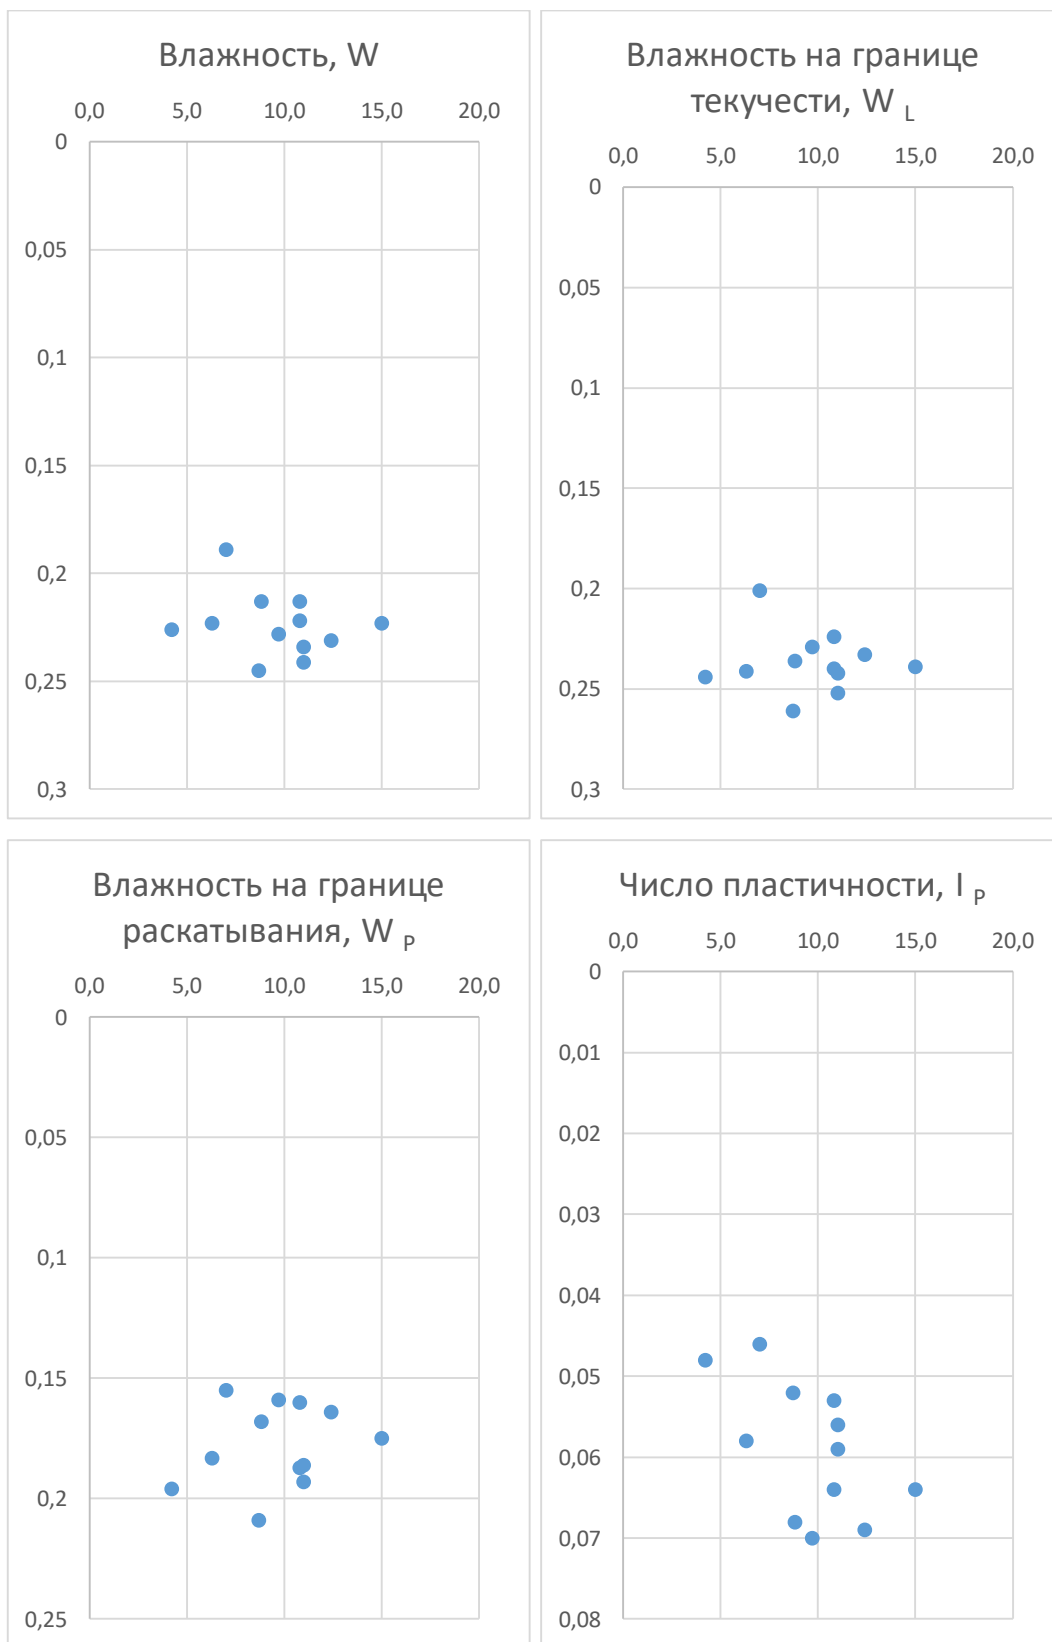 Влажность, W
0,0 5,0 10,0 15,0 20,0
0
0,05
0,1
0,15
0,2
0,25
0,3
Влажность на границе
текучести, W L
0,0 5,0 10,0 15,0 20,0
0
0,05
0,1
0,15
0,2
0,25
0,3
Влажность на границе
раскатывания, W P
0,0 5,0 10,0 15,0 20,0
0
0,05
0,1
0,15
0,2
0,25
Число пластичности, I P
0,0 5,0 10,0 15,0 20,0
0
0,01
0,02
0,03
0,04
0,05
0,06
0,07
0,08